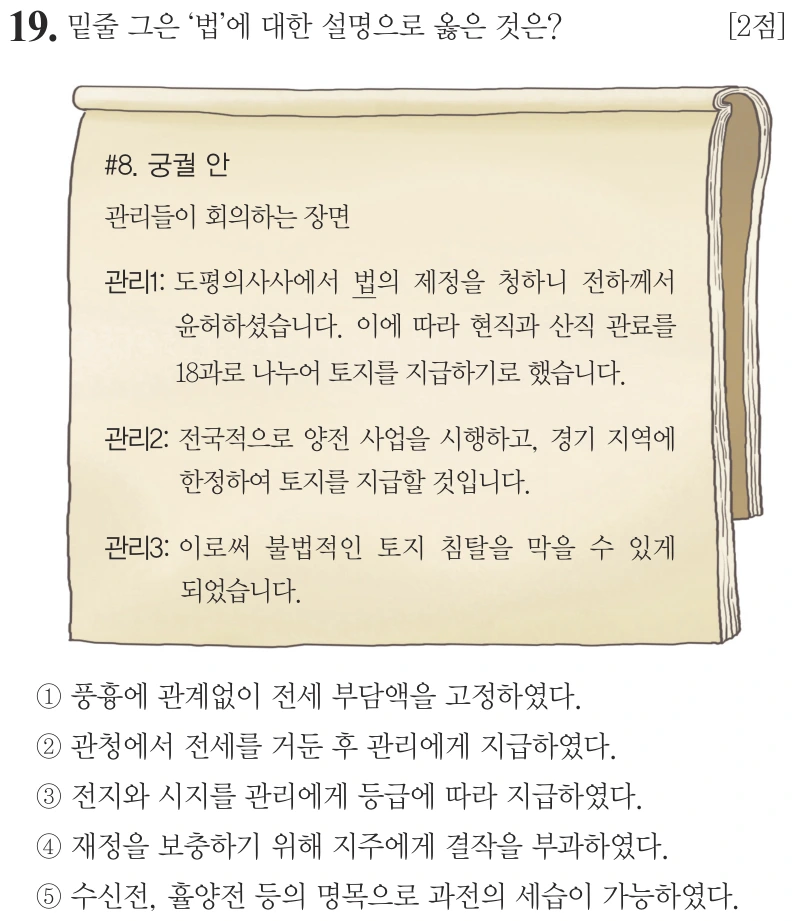 19. 밑줄 그은 ‘법’에 대한 설명으로 옳은 것은? [2점]
#8. 궁궐 안
관리들이 회의하는 장면
관리1: 도평의사사에서 법의 제정을 청하니 전하께서
윤허하셨습니다. 이에 따라 현직과 산직 관료를
18과로 나누어 토지를 지급하기로 했습니다.
관리2: 전국적으로 양전 사업을 시행하고, 경기 지역에
한정하여 토지를 지급할 것입니다.
관리3: 이로써 불법적인 토지 침탈을 막을 수 있게
되었습니다.
① 풍흉에 관계없이 전세 부담액을 고정하였다.
② 관청에서 전세를 거둔 후 관리에게 지급하였다.
③ 전지와 시지를 관리에게 등급에 따라 지급하였다.
④ 재정을 보충하기 위해 지주에게 결작을 부과하였다.
⑤ 수신전, 휼양전 등의 명목으로 과전의 세습이 가능하였다.